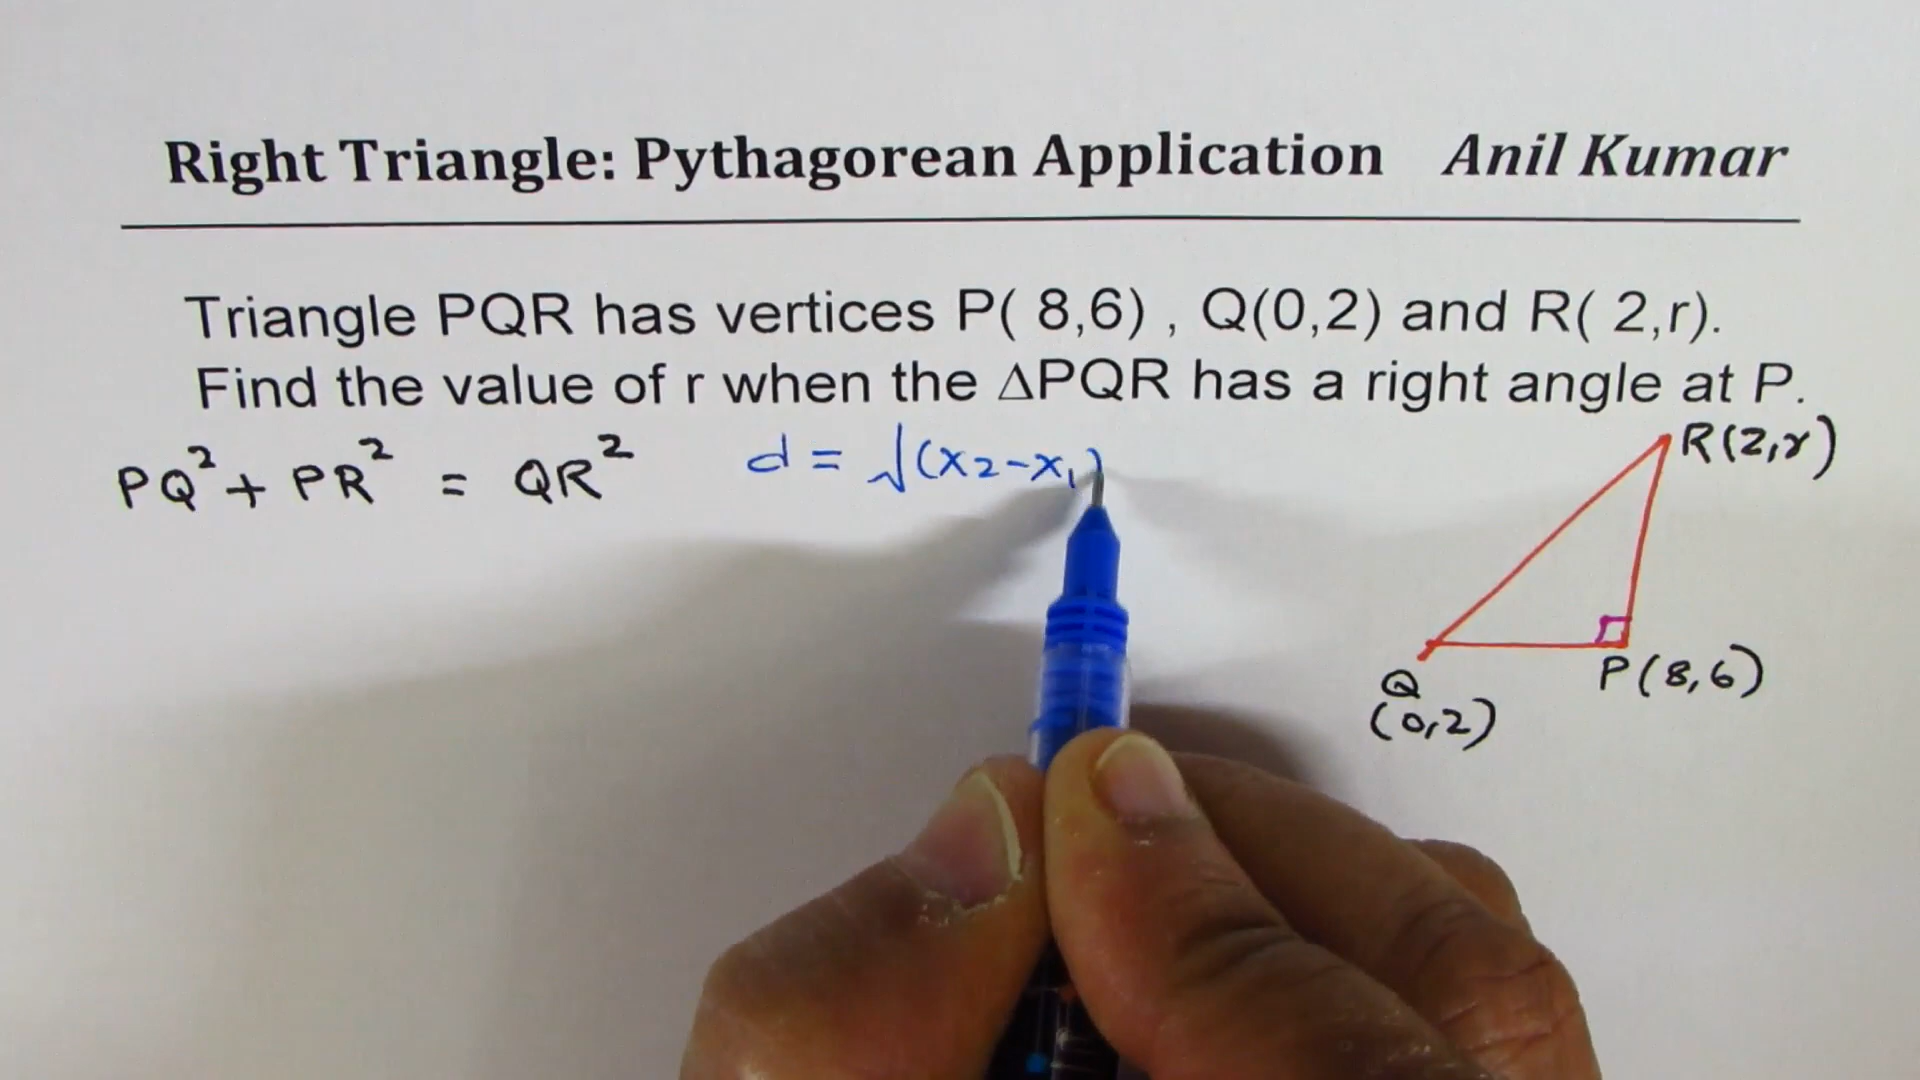 Right Triangle: Pythagorean Application Anil Kumar
Triangle PQR has vertices P( 8,6) , Q(0,2) and R( 2,r).
Find the value of r when the ΔPQR has a right angle at P.
PQ² + PR² = QR² d = √(x₂-x₁)
R(2,r)
P(8,6)
Q
(0,2)